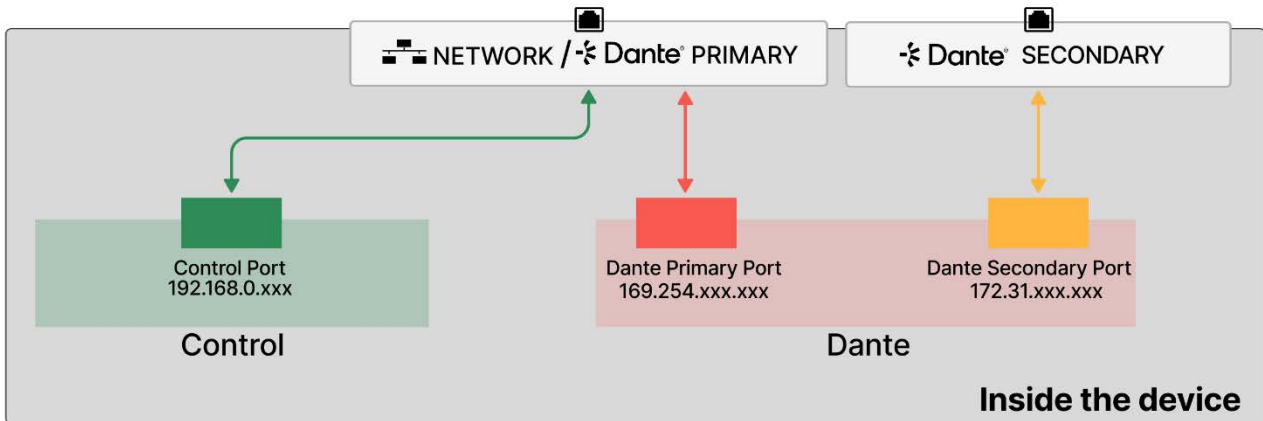 NETWORK / Dante® PRIMARY
Dante® SECONDARY
Control Port
192.168.0.xxx
Dante Primary Port
169.254.xxx.xxx
Dante Secondary Port
172.31.xxx.xxx
Control
Dante
Inside the device